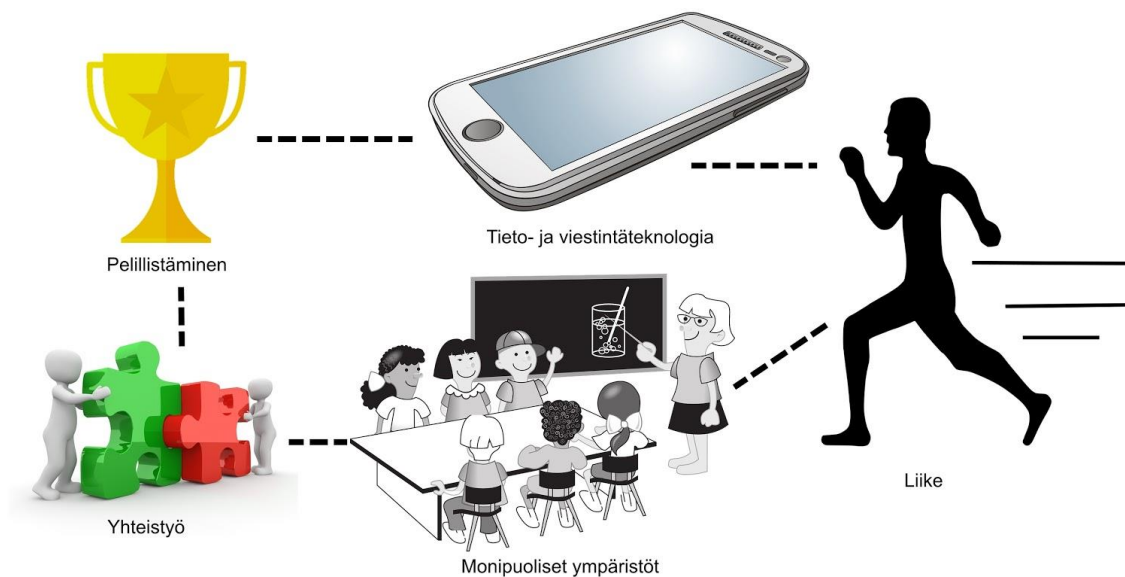 Tieto- ja viestintäteknologia
Pelillistäminen
Liike
Yhteistyö
Monipuoliset ympäristöt